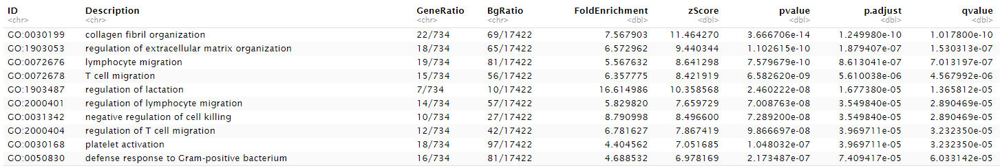 ID Description GeneRatio BgRatio FoldEnrichment zScore pvalue p.adjust qvalue
<chr> <chr> <chr> <chr> <dbl> <dbl> <dbl> <dbl> <dbl>
GO:0030199 collagen fibril organization 22/734 69/17422 7.567903 11.464270 3.666706e-14 1.249980e-10 1.017800e-10
GO:1903053 regulation of extracellular matrix organization 18/734 65/17422 6.572962 9.440344 1.102615e-10 1.879407e-07 1.530313e-07
GO:0072676 lymphocyte migration 19/734 81/17422 5.567632 8.641298 7.579679e-10 8.613041e-07 7.013197e-07
GO:0072678 T cell migration 15/734 56/17422 6.357775 8.421919 6.582620e-09 5.610038e-06 4.567992e-06
GO:1903487 regulation of lactation 7/734 10/17422 16.614986 10.358568 2.460222e-08 1.677380e-05 1.365812e-05
GO:2000401 regulation of lymphocyte migration 14/734 57/17422 5.829820 7.659729 7.008763e-08 3.549840e-05 2.890469e-05
GO:0031342 negative regulation of cell killing 10/734 27/17422 8.790998 8.496600 7.289200e-08 3.549840e-05 2.890469e-05
GO:2000404 regulation of T cell migration 12/734 42/17422 6.781627 7.867419 9.866697e-08 3.969711e-05 3.232350e-05
GO:0030168 platelet activation 18/734 97/17422 4.404562 7.051685 1.048032e-07 3.969711e-05 3.232350e-05
GO:0050830 defense response to Gram-positive bacterium 16/734 81/17422 4.688532 6.978169 2.173487e-07 7.409417e-05 6.033142e-05